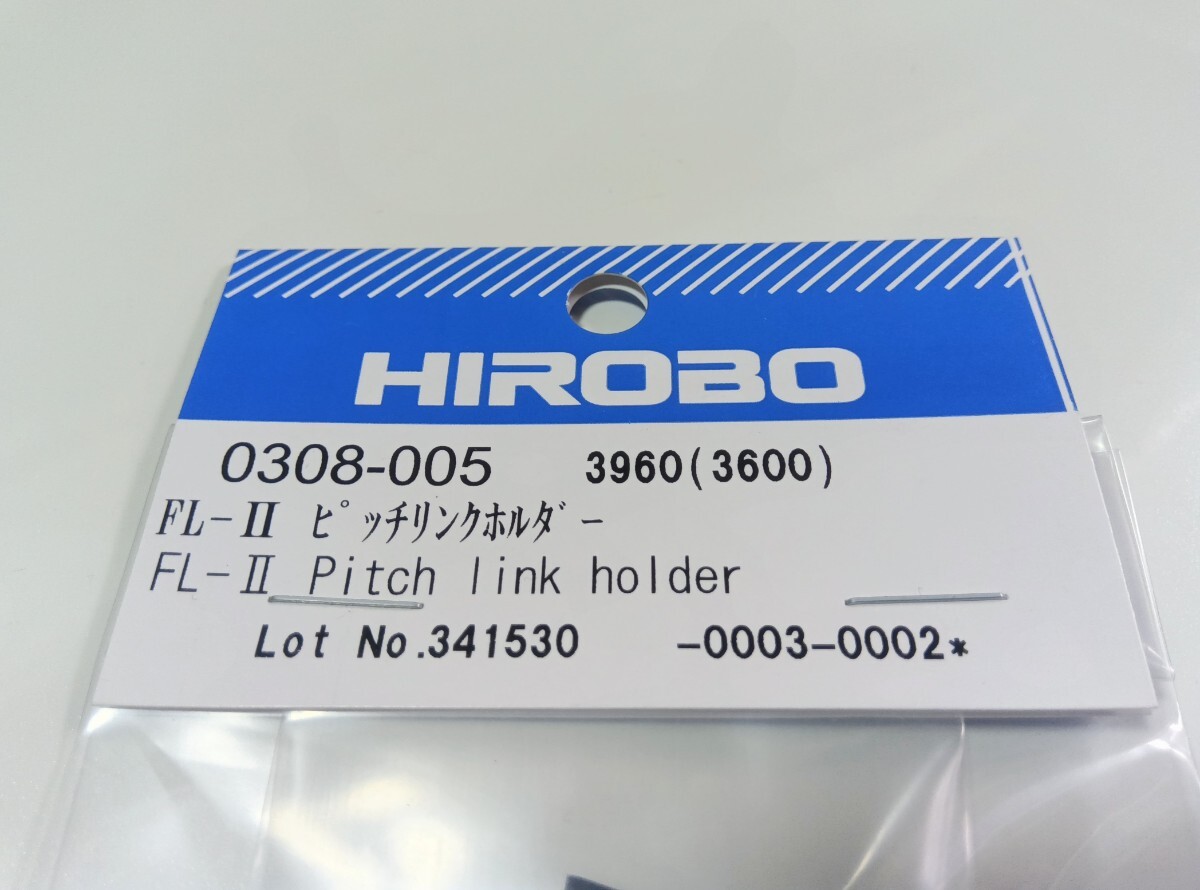 HIROBO
0308-005 3960(3600)
FL-Ⅱ ピッチリンクホルダー
FL-Ⅱ Pitch link holder
Lot No.341530 -0003-0002*